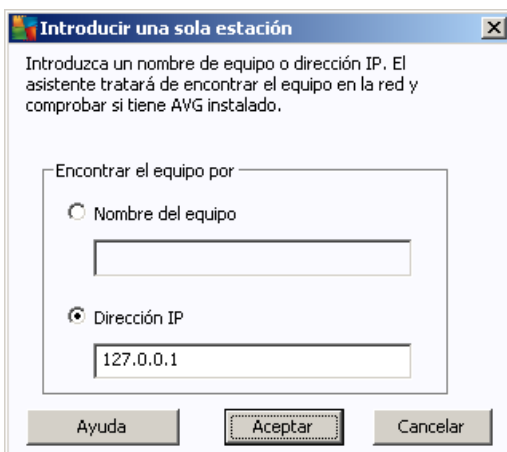 Introducir una sola estación
Introduzca un nombre de equipo o dirección IP. El
asistente tratará de encontrar el equipo en la red y
comprobar si tiene AVG instalado.
Encontrar el equipo por
Nombre del equipo
Dirección IP
127.0.0.1
Ayuda
Aceptar
Cancelar